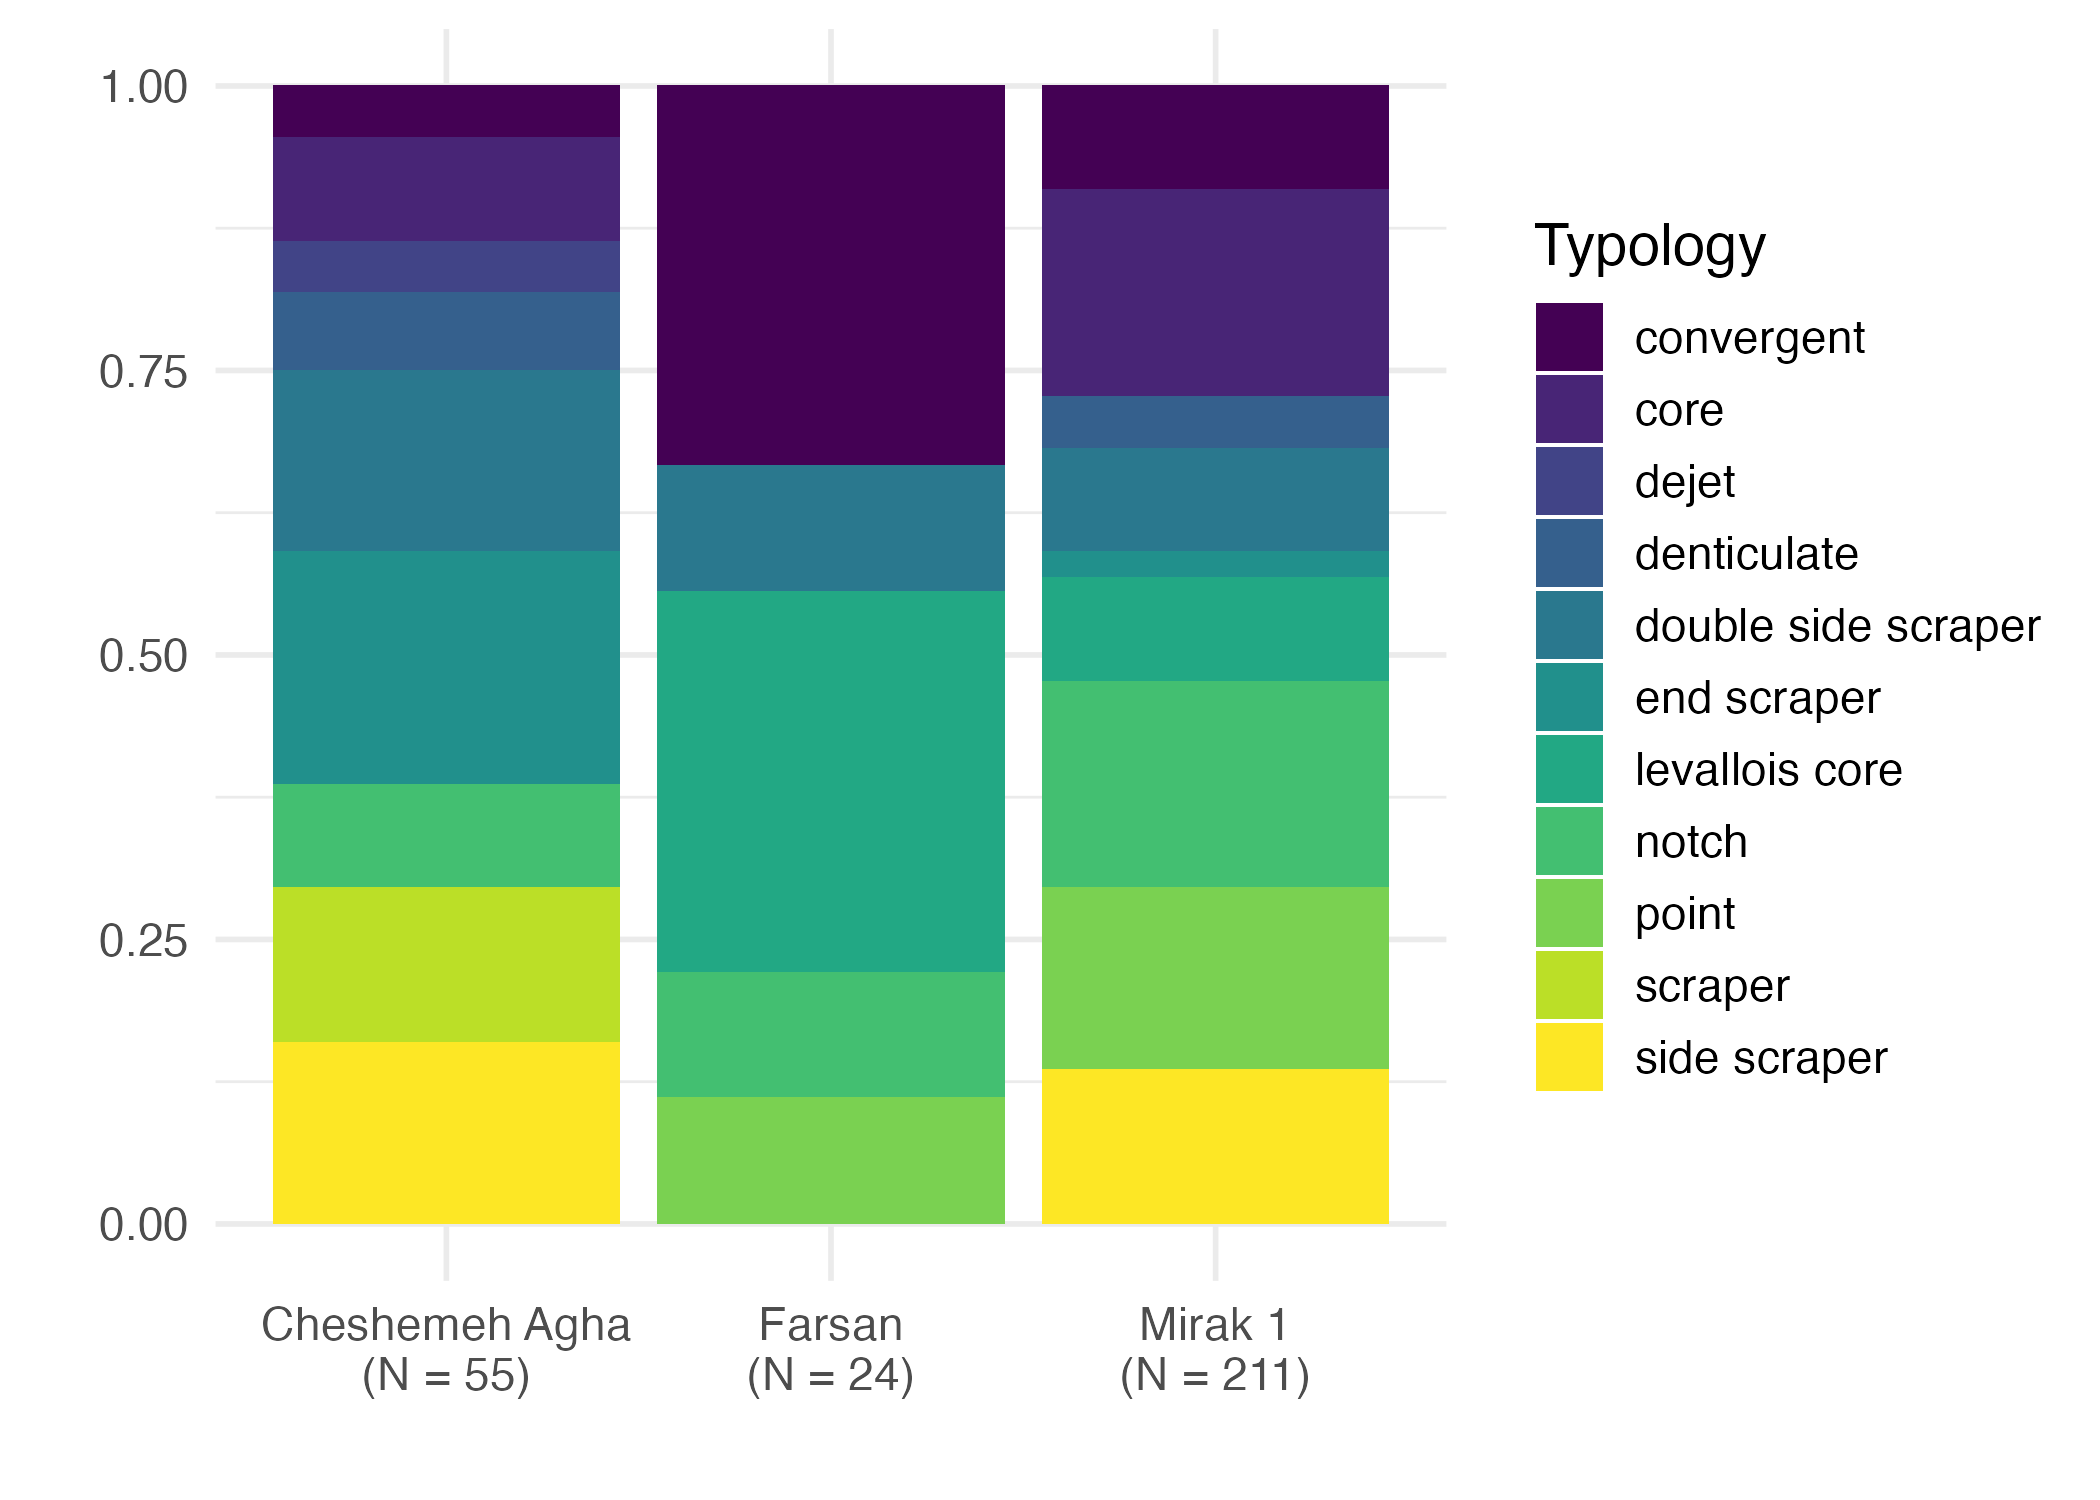 1.00
0.75
0.50
0.25
0.00
Cheshemeh Agha
(N = 55)
Farsan
(N = 24)
Mirak 1
(N = 211)
Typology
convergent
core
dejet
denticulate
double side scraper
end scraper
levallois core
notch
point
scraper
side scraper